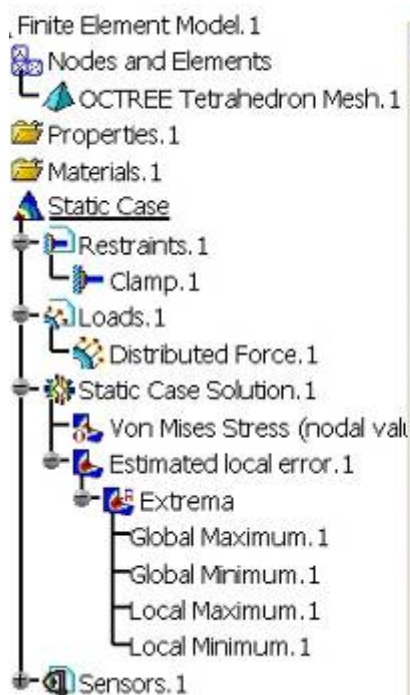 Finite Element Model.1
Nodes and Elements
OCTREE Tetrahedron Mesh.1
Properties.1
Materials.1
Static Case
Restraints.1
Clamp.1
Loads.1
Distributed Force.1
Static Case Solution.1
Von Mises Stress (nodal valu
Estimated local error.1
Extrema
Global Maximum.1
Global Minimum.1
Local Maximum.1
Local Minimum.1
Sensors.1